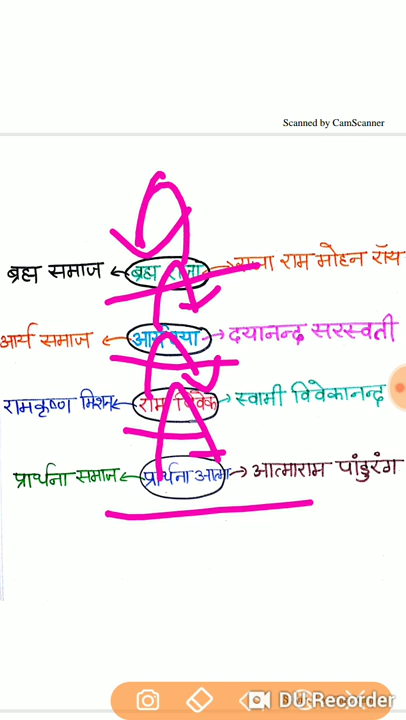 Scanned by CamScanner
ब्रह्म समाज ब्रह्म राजा राजा राम मोहन रॉय
आर्य समाज दयानन्द सरस्वती
रामकृष्ण मिशन राम विवेक स्वामी विवेकानन्द
प्रार्थना समाज प्रार्थना आत्मा आत्माराम पांडुरंग
DU Recorder